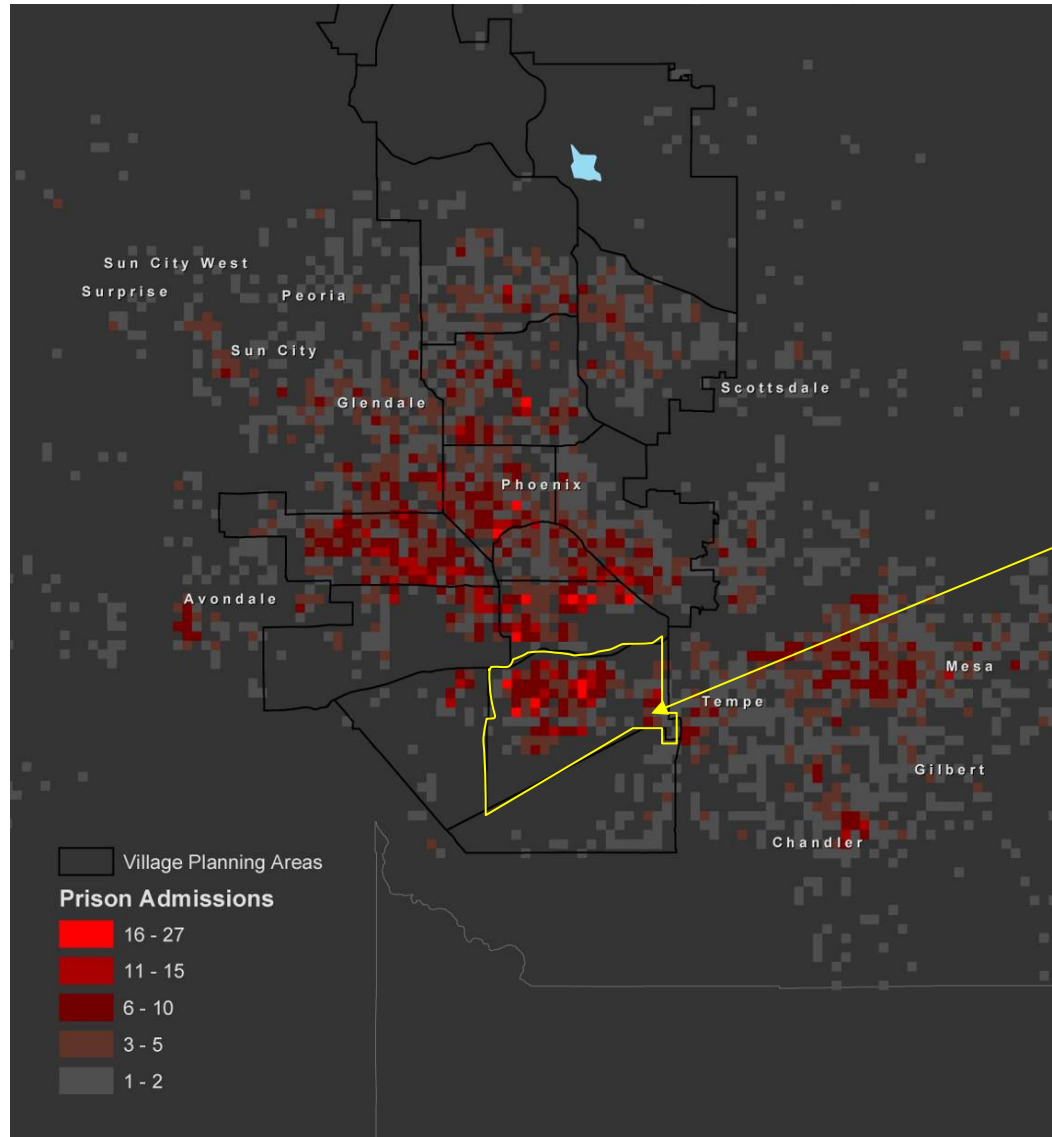 Sun City West
Surprise
Peoria
Sun City
Scottsdale
Glendale
Phoenix
Avondale
Mesa
Tempe
Gilbert
Chandler
Village Planning Areas
Prison Admissions
16 - 27
11 - 15
6 - 10
3 - 5
1 - 2